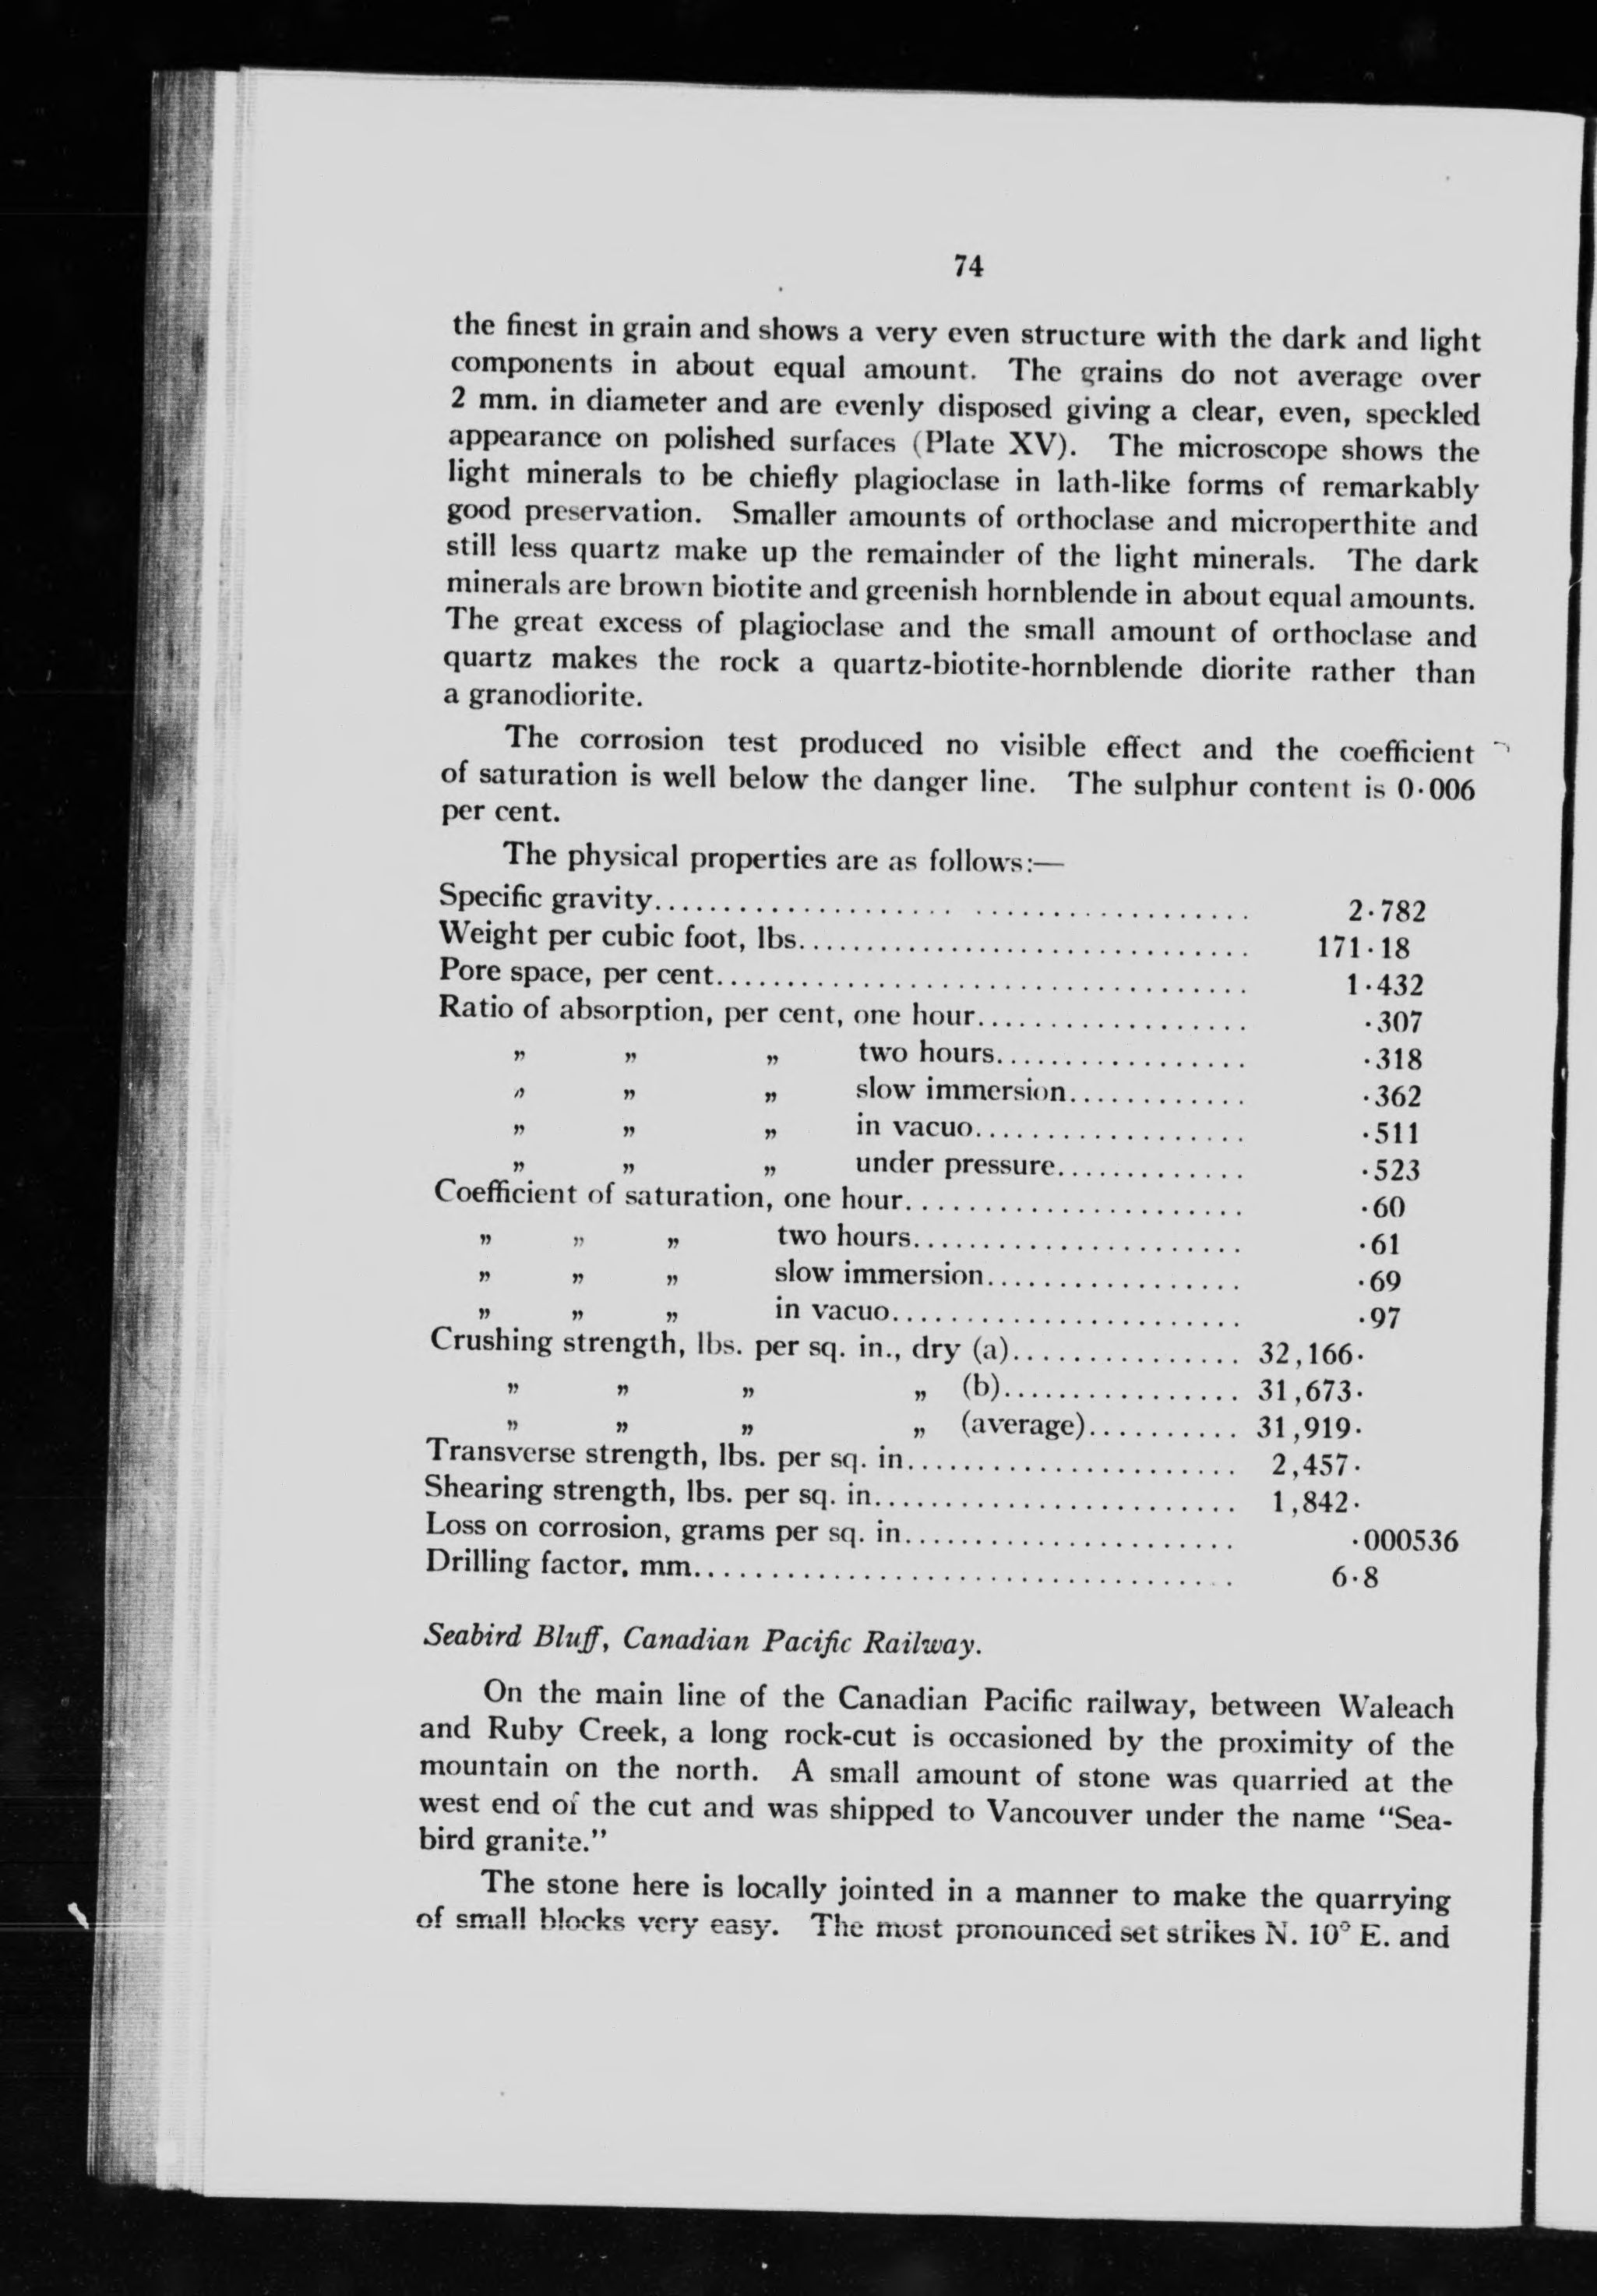 74
the finest in grain and shows a very even structure with the dark and light
components in about equal amount. The grains do not average over
2 mm. in diameter and are evenly disposed giving a clear, even, speckled
appearance on polished surfaces (Plate XV). The microscope shows the
light minerals to be chiefly plagioclase in lath-like forms of remarkably
good preservation. Smaller amounts of orthoclase and microperthite and
still less quartz make up the remainder of the light minerals. The dark
minerals are brown biotite and greenish hornblende in about equal amounts.
The great excess of plagioclase and the small amount of orthoclase and
quartz makes the rock a quartz-biotite-hornblende diorite rather than
a granodiorite.
The corrosion test produced no visible effect and the coefficient
of saturation is well below the danger line. The sulphur content is 0·006
per cent.
The physical properties are as follows:—
Specific gravity........................................ 2·782
Weight per cubic foot, lbs.............................. 171·18
Pore space, per cent.................................... 1·432
Ratio of absorption, per cent, one hour.................. ·307
„ „ „ two hours................. ·318
„ „ „ slow immersion............ ·362
„ „ „ in vacuo.................. ·511
„ „ „ under pressure............ ·523
Coefficient of saturation, one hour...................... ·60
„ „ „ two hours...................... ·61
„ „ „ slow immersion................. ·69
„ „ „ in vacuo....................... ·97
Crushing strength, lbs. per sq. in., dry (a)............... 32,166·
„ „ „ „ (b)................ 31,673·
„ „ „ „ (average).......... 31,919·
Transverse strength, lbs. per sq. in...................... 2,457·
Shearing strength, lbs. per sq. in........................ 1,842·
Loss on corrosion, grams per sq. in...................... ·000536
Drilling factor, mm.................................... 6·8
Seabird Bluff, Canadian Pacific Railway.
On the main line of the Canadian Pacific railway, between Waleach
and Ruby Creek, a long rock-cut is occasioned by the proximity of the
mountain on the north. A small amount of stone was quarried at the
west end of the cut and was shipped to Vancouver under the name "Sea-
bird granite."
The stone here is locally jointed in a manner to make the quarrying
of small blocks very easy. The most pronounced set strikes N. 10° E. and